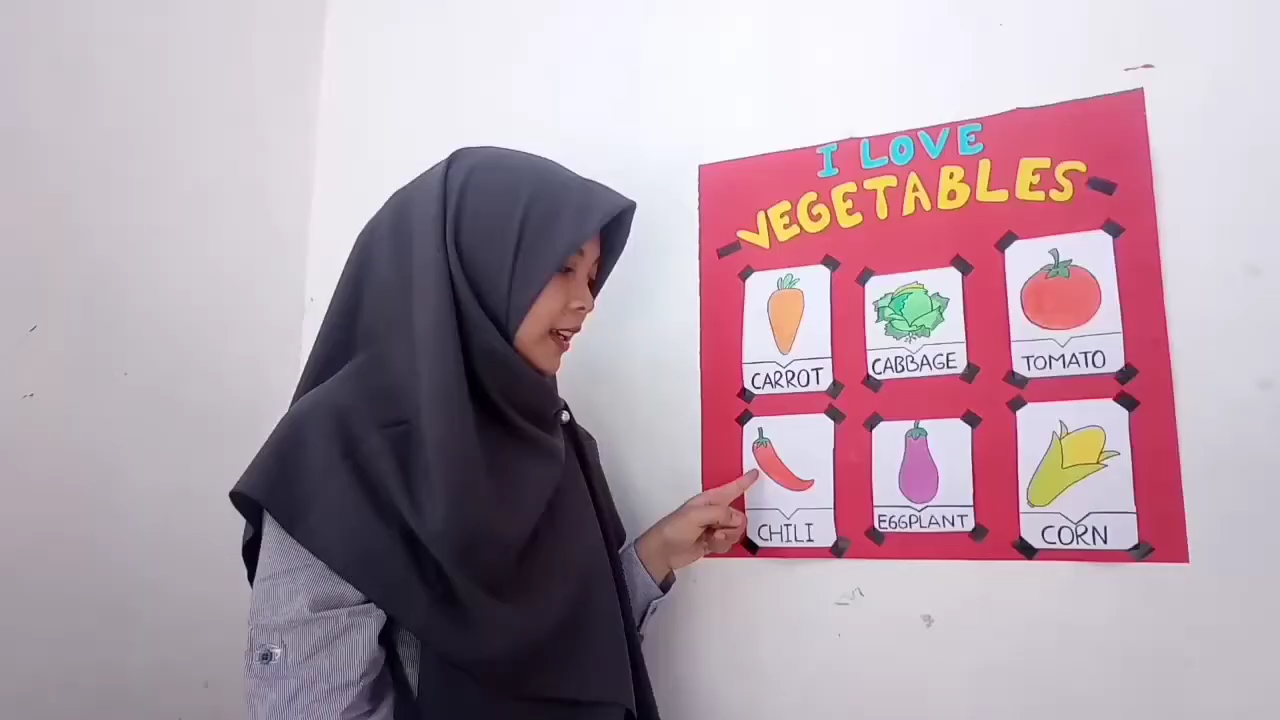 I LOVE
VEGETABLES
CARROT
CABBAGE
TOMATO
CHILI
EGGPLANT
CORN